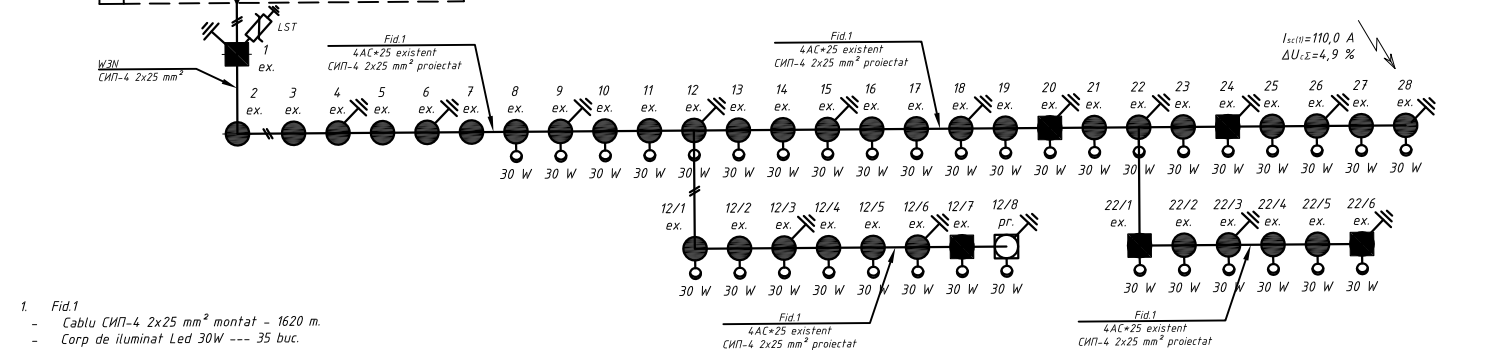 LST
1
ex.
W3N
СИП-4 2x25 mm²
Fid.1
4AC*25 existent
СИП-4 2x25 mm² proiectat
Fid.1
4AC*25 existent
СИП-4 2x25 mm² proiectat
Isc(1)=110,0 A
ΔUcΣ=4,9 %
2 3 4 5 6 7 8 9 10 11 12 13 14 15 16 17 18 19 20 21 22 23 24 25 26 27 28
ex. ex. ex. ex. ex. ex. ex. ex. ex. ex. ex. ex. ex. ex. ex. ex. ex. ex. ex. ex. ex. ex. ex. ex. ex. ex. ex.
30 W 30 W 30 W 30 W 30 W 30 W 30 W 30 W 30 W 30 W 30 W 30 W 30 W 30 W 30 W 30 W 30 W 30 W 30 W 30 W 30 W
12/1 12/2 12/3 12/4 12/5 12/6 12/7 12/8
ex. ex. ex. ex. ex. ex. ex. pr.
30 W 30 W 30 W 30 W 30 W 30 W 30 W 30 W
22/1 22/2 22/3 22/4 22/5 22/6
ex. ex. ex. ex. ex. ex.
30 W 30 W 30 W 30 W 30 W 30 W
Fid.1
4AC*25 existent
СИП-4 2x25 mm² proiectat
Fid.1
4AC*25 existent
СИП-4 2x25 mm² proiectat
1. Fid.1
- Cablu СИП-4 2x25 mm² montat - 1620 m.
- Corp de iluminat Led 30W --- 35 buc.